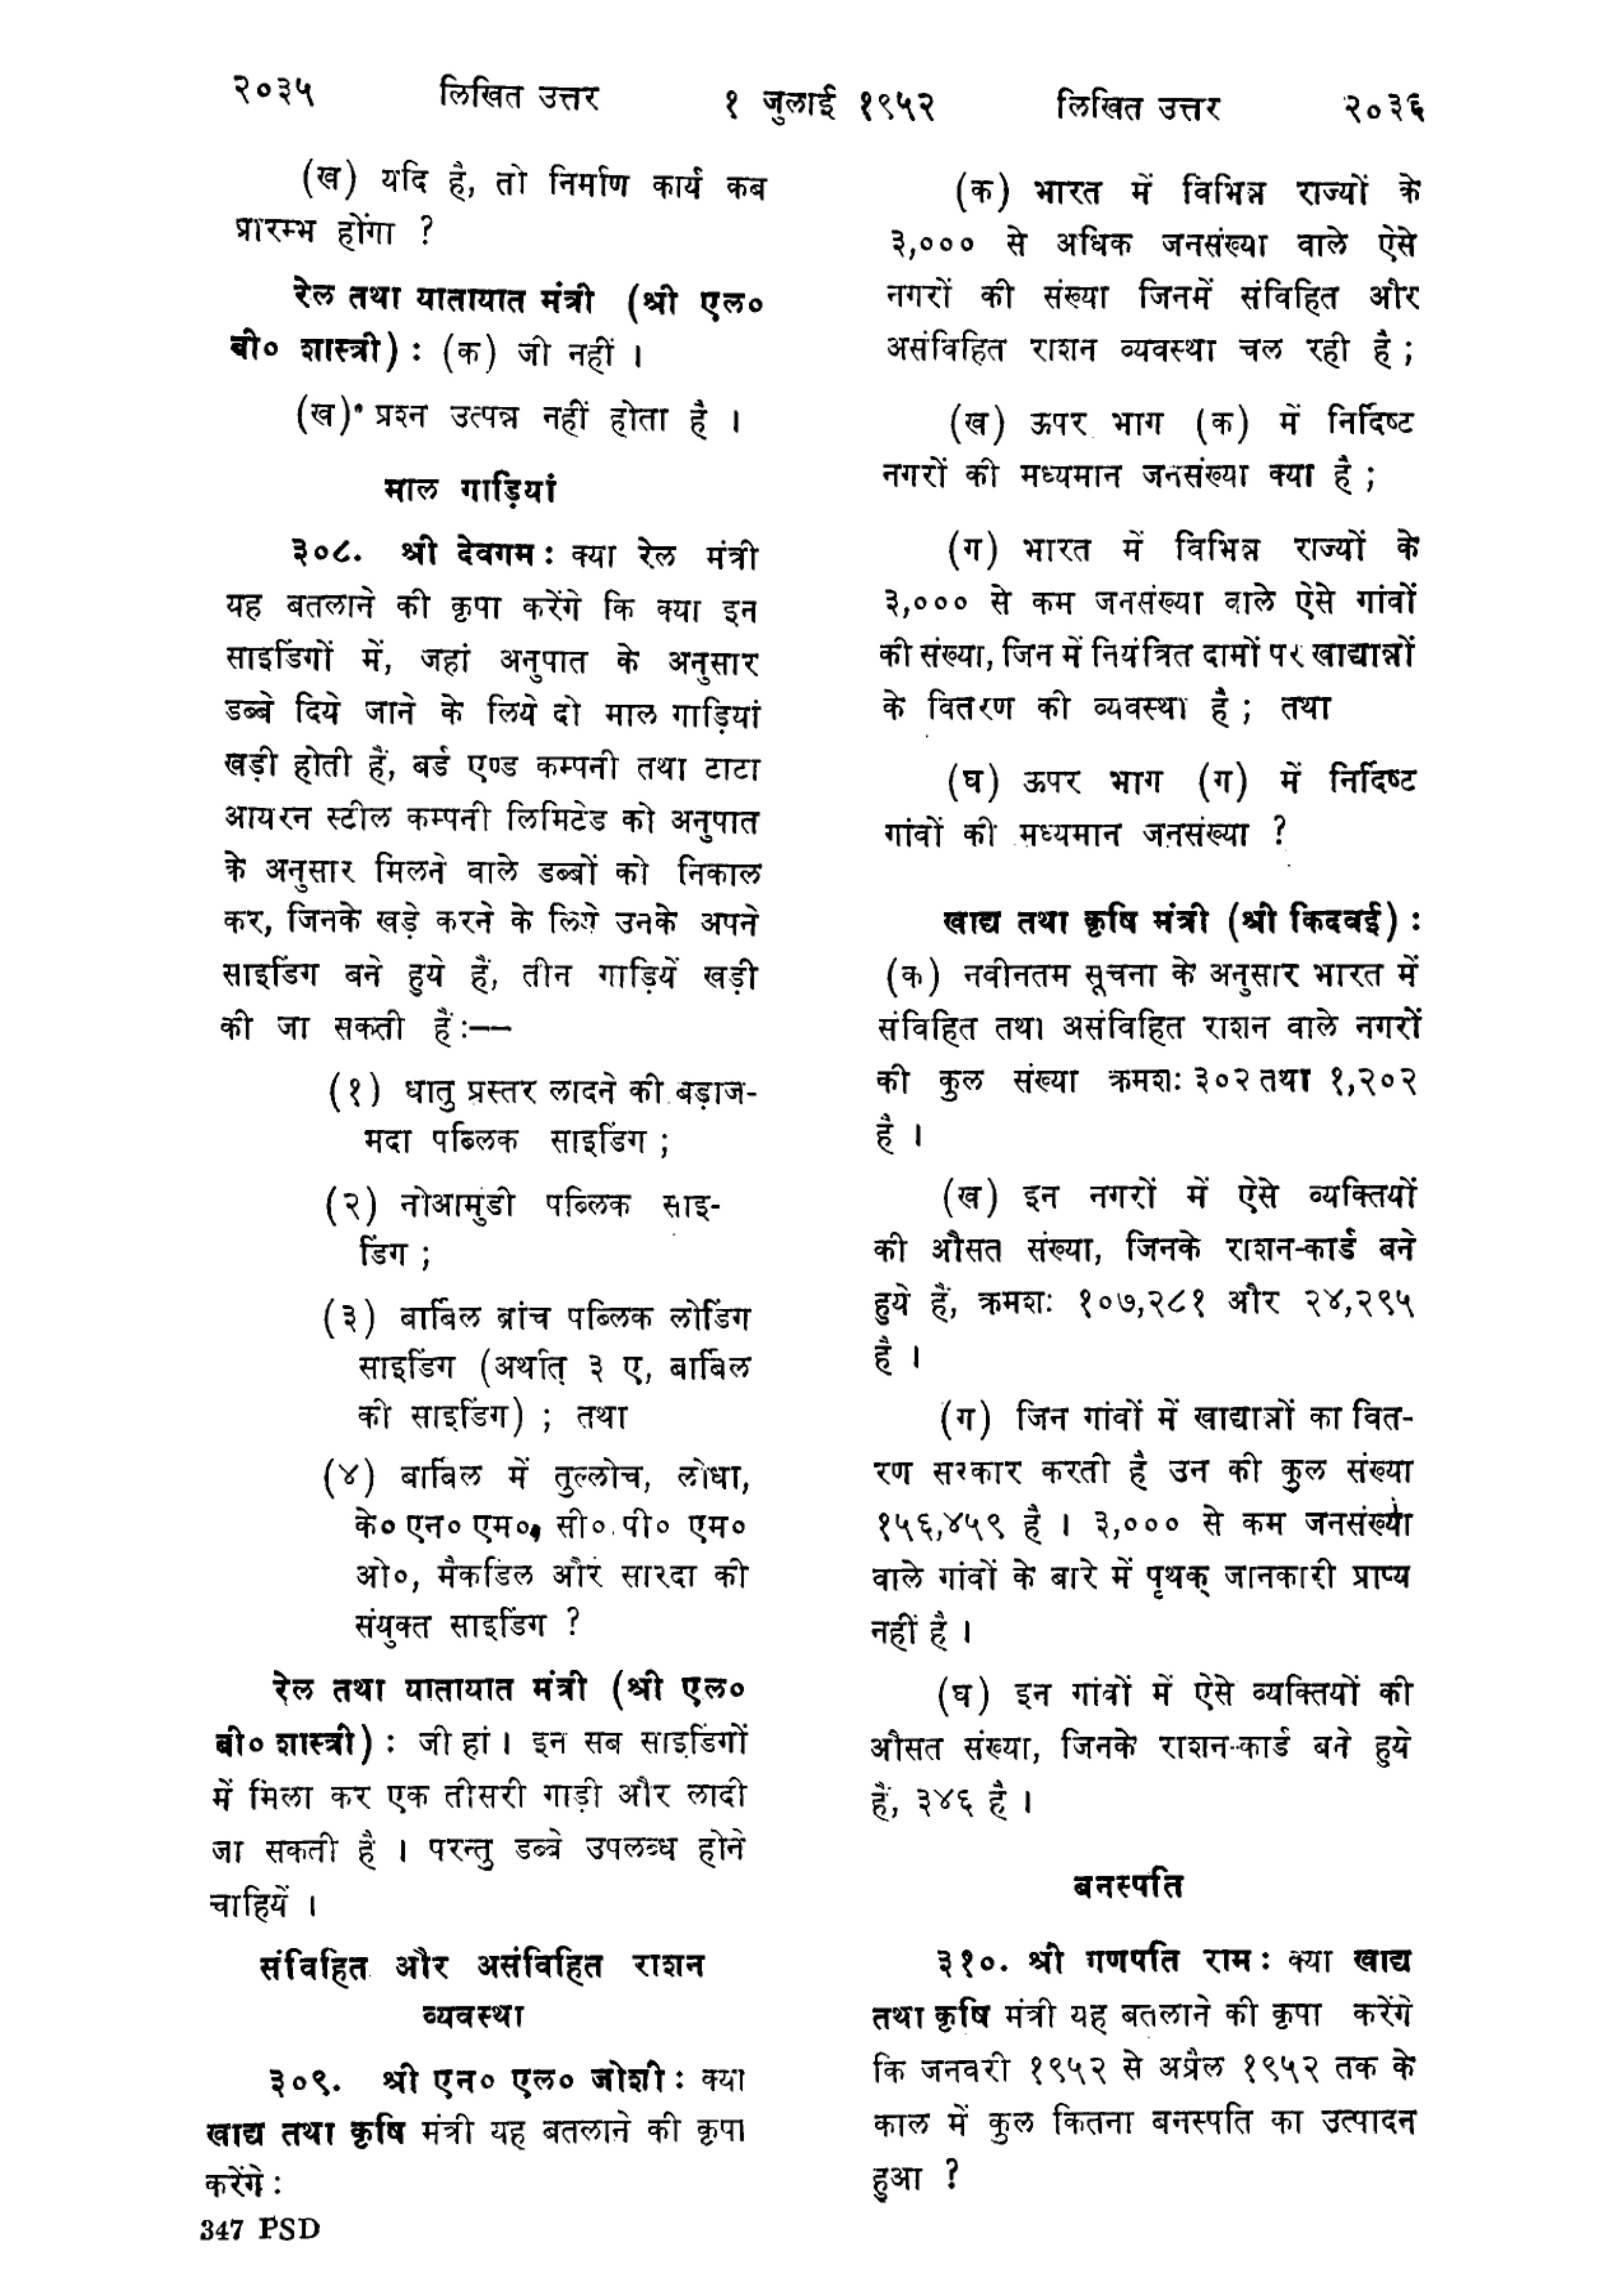 २०३५ लिखित उत्तर १ जुलाई १९५२ लिखित उत्तर २०३६
(ख) यदि है, तो निर्माण कार्य कब
प्रारम्भ होंगा ?
रेल तथा यातायात मंत्री (श्री एल०
बी० शास्त्री) : (क) जी नहीं ।
(ख) प्रश्न उत्पन्न नहीं होता है ।
माल गाड़ियां
३०८. श्री देवगम : क्या रेल मंत्री
यह बतलाने की कृपा करेंगे कि क्या इन
साइडिंगों में, जहां अनुपात के अनुसार
डब्बे दिये जाने के लिये दो माल गाड़ियां
खड़ी होती हैं, बर्ड एण्ड कम्पनी तथा टाटा
आयरन स्टील कम्पनी लिमिटेड को अनुपात
के अनुसार मिलने वाले डब्बों को निकाल
कर, जिनके खड़े करने के लिये उनके अपने
साइडिंग बने हुये हैं, तीन गाड़ियें खड़ी
की जा सकती हैं :—
(१) धातु प्रस्तर लादने की बड़ाज-
मदा पब्लिक साइडिंग ;
(२) नोआमुंडी पब्लिक साइ-
डिंग ;
(३) बार्बिल ब्रांच पब्लिक लोडिंग
साइडिंग (अर्थात् ३ ए, बार्बिल
की साइडिंग) ; तथा
(४) बार्बिल में तुल्लोच, लोधा,
के० एन० एम०, सी० पी० एम०
ओ०, मैकडिल और सारदा की
संयुक्त साइडिंग ?
रेल तथा यातायात मंत्री (श्री एल०
बी० शास्त्री) : जी हां । इन सब साइडिंगों
में मिला कर एक तीसरी गाड़ी और लादी
जा सकती है । परन्तु डब्बे उपलब्ध होने
चाहियें ।
संविहित और असंविहित राशन
व्यवस्था
३०९. श्री एन० एल० जोशी : क्या
खाद्य तथा कृषि मंत्री यह बतलाने की कृपा
करेंगे :
347 PSD
(क) भारत में विभिन्न राज्यों के
३,००० से अधिक जनसंख्या वाले ऐसे
नगरों की संख्या जिनमें संविहित और
असंविहित राशन व्यवस्था चल रही है ;
(ख) ऊपर भाग (क) में निर्दिष्ट
नगरों की मध्यमान जनसंख्या क्या है ;
(ग) भारत में विभिन्न राज्यों के
३,००० से कम जनसंख्या वाले ऐसे गांवों
की संख्या, जिन में नियंत्रित दामों पर खाद्यान्नों
के वितरण की व्यवस्था है ; तथा
(घ) ऊपर भाग (ग) में निर्दिष्ट
गांवों की मध्यमान जनसंख्या ?
खाद्य तथा कृषि मंत्री (श्री किदवई) :
(क) नवीनतम सूचना के अनुसार भारत में
संविहित तथा असंविहित राशन वाले नगरों
की कुल संख्या क्रमशः ३०२ तथा १,२०२
है ।
(ख) इन नगरों में ऐसे व्यक्तियों
की औसत संख्या, जिनके राशन-कार्ड बने
हुये हैं, क्रमशः १०७,२८१ और २४,२९५
है ।
(ग) जिन गांवों में खाद्यान्नों का वित-
रण सरकार करती है उन की कुल संख्या
१५६,४५९ है । ३,००० से कम जनसंख्या
वाले गांवों के बारे में पृथक् जानकारी प्राप्य
नहीं है ।
(घ) इन गांवों में ऐसे व्यक्तियों की
औसत संख्या, जिनके राशन-कार्ड बने हुये
हैं, ३४६ है ।
बनस्पति
३१०. श्री गणपति राम : क्या खाद्य
तथा कृषि मंत्री यह बतलाने की कृपा करेंगे
कि जनवरी १९५२ से अप्रैल १९५२ तक के
काल में कुल कितना बनस्पति का उत्पादन
हुआ ?